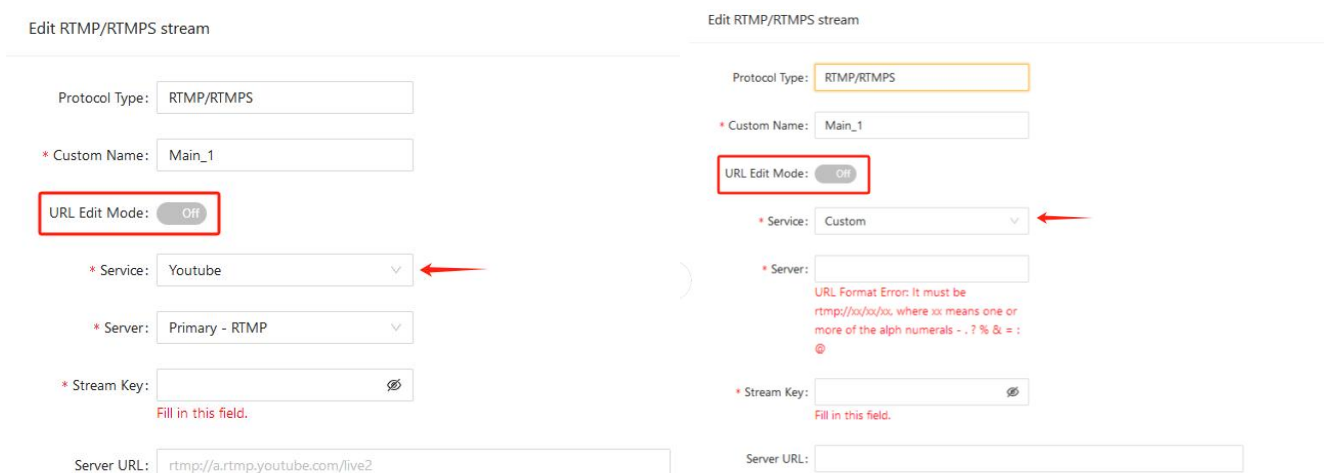 Edit RTMP/RTMPS stream
Protocol Type: RTMP/RTMPS
* Custom Name: Main_1
URL Edit Mode: Off
* Service: Youtube
* Server: Primary - RTMP
* Stream Key:
Fill in this field.
Server URL: rtmp://a.rtmp.youtube.com/live2
Edit RTMP/RTMPS stream
Protocol Type: RTMP/RTMPS
* Custom Name: Main_1
URL Edit Mode: Off
* Service: Custom
* Server:
URL Format Error: It must be
rtmp://xx/xx/xx, where xx means one or
more of the alph numerals - . ? % & = :
@
* Stream Key:
Fill in this field.
Server URL: